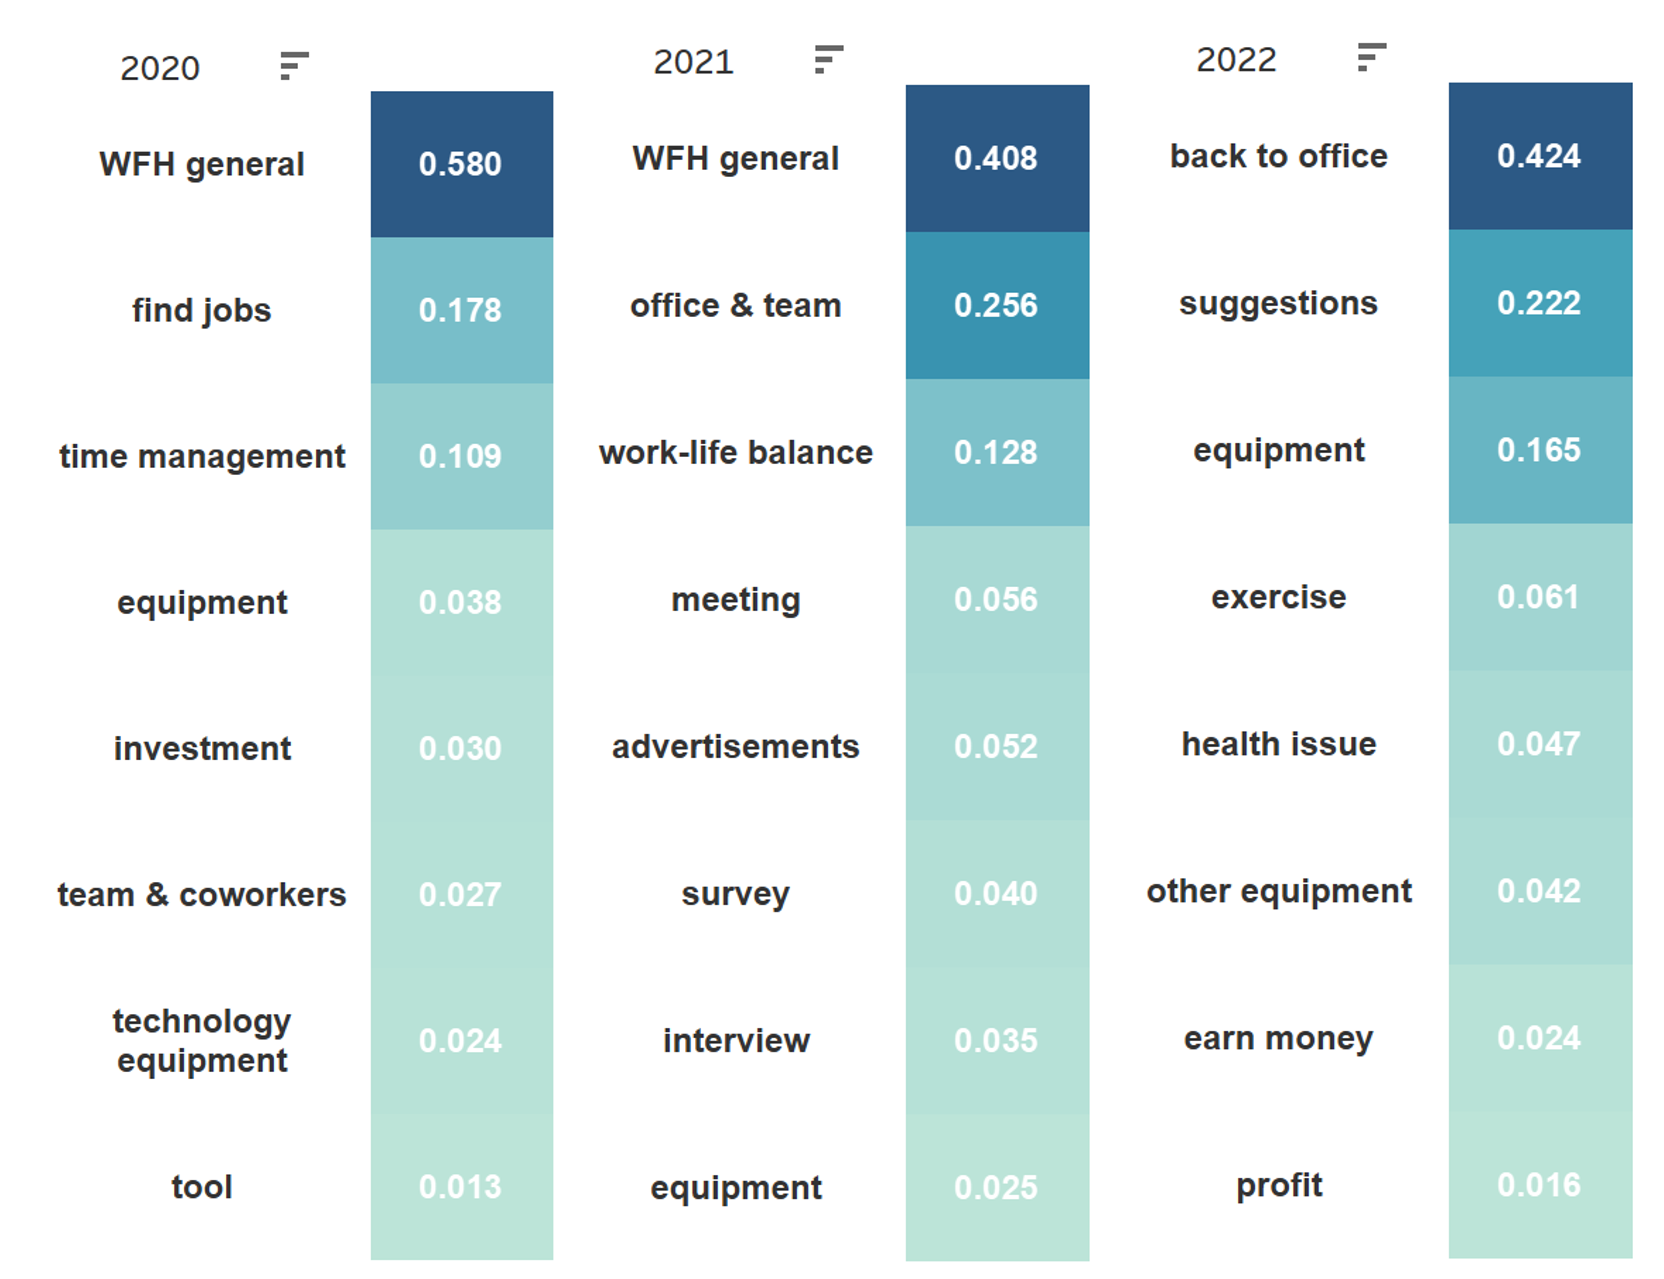 2020
WFH general 0.580
find jobs 0.178
time management 0.109
equipment 0.038
investment 0.030
team & coworkers 0.027
technology
equipment 0.024
tool 0.013
2021
WFH general 0.408
office & team 0.256
work-life balance 0.128
meeting 0.056
advertisements 0.052
survey 0.040
interview 0.035
equipment 0.025
2022
back to office 0.424
suggestions 0.222
equipment 0.165
exercise 0.061
health issue 0.047
other equipment 0.042
earn money 0.024
profit 0.016